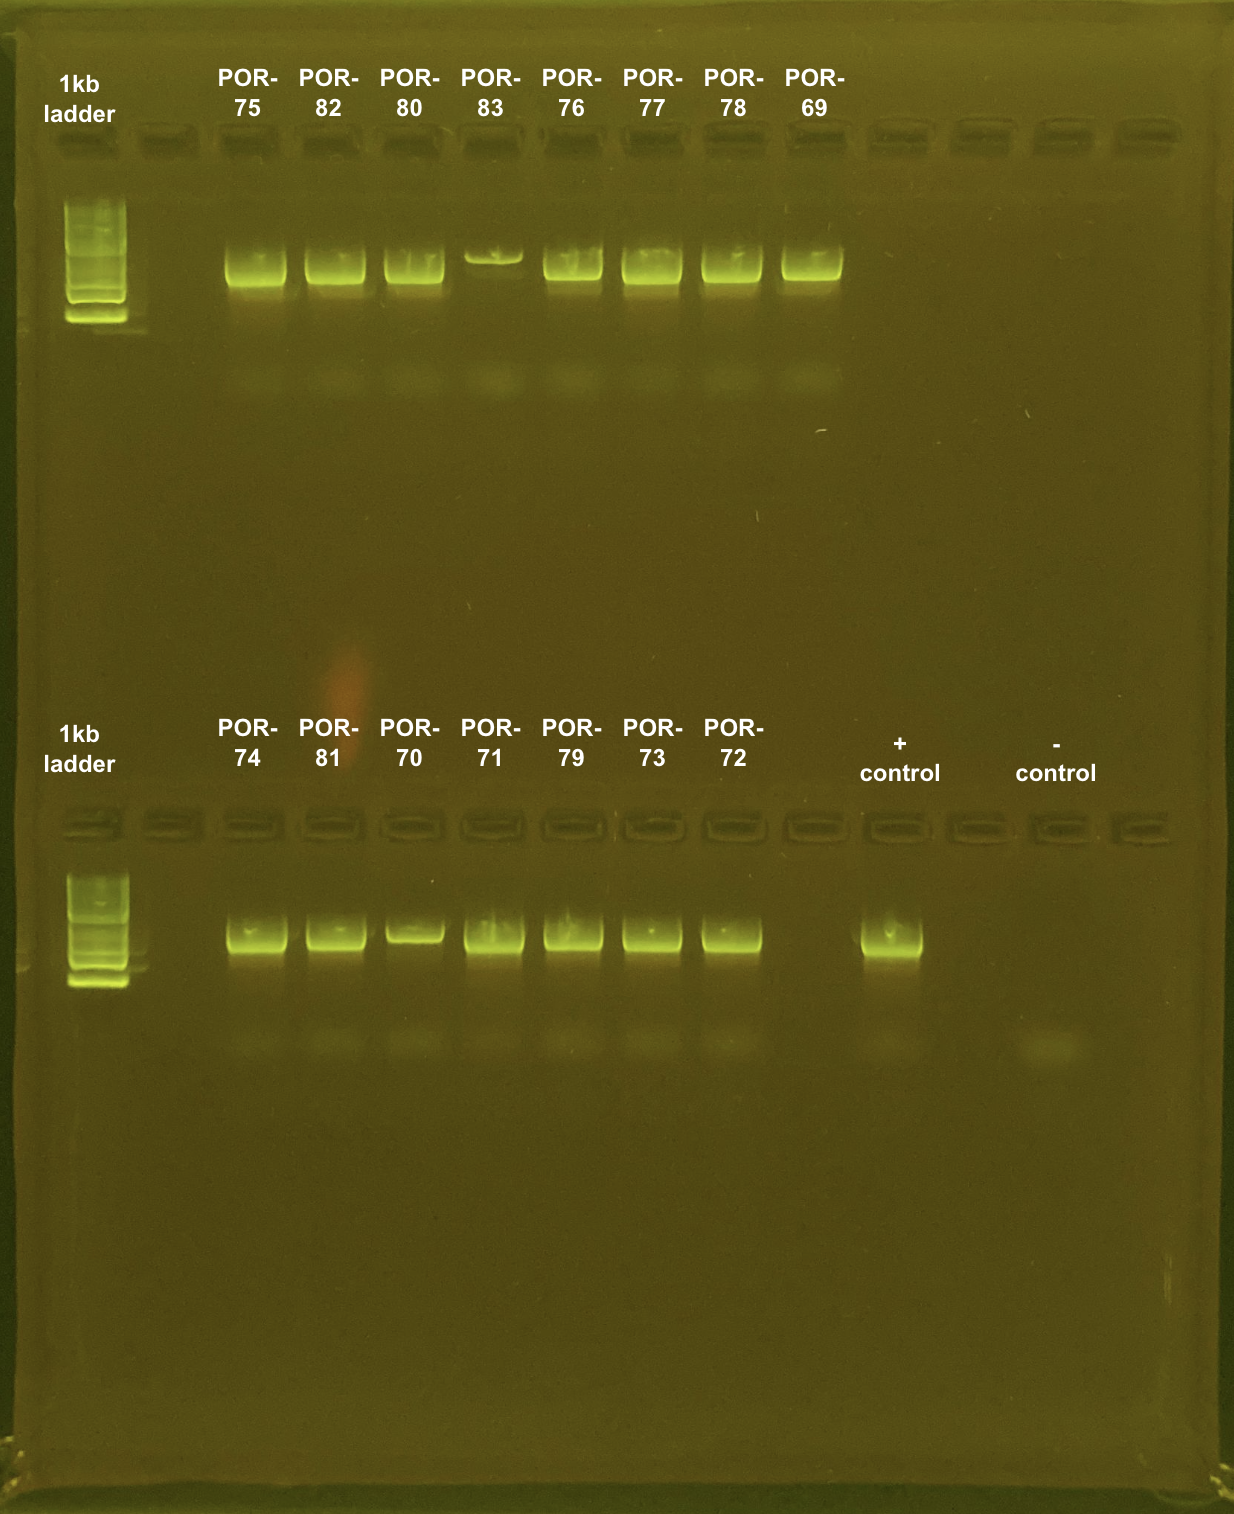 1kb
ladder
POR-
75
POR-
82
POR-
80
POR-
83
POR-
76
POR-
77
POR-
78
POR-
69
1kb
ladder
POR-
74
POR-
81
POR-
70
POR-
71
POR-
79
POR-
73
POR-
72
+
control
-
control